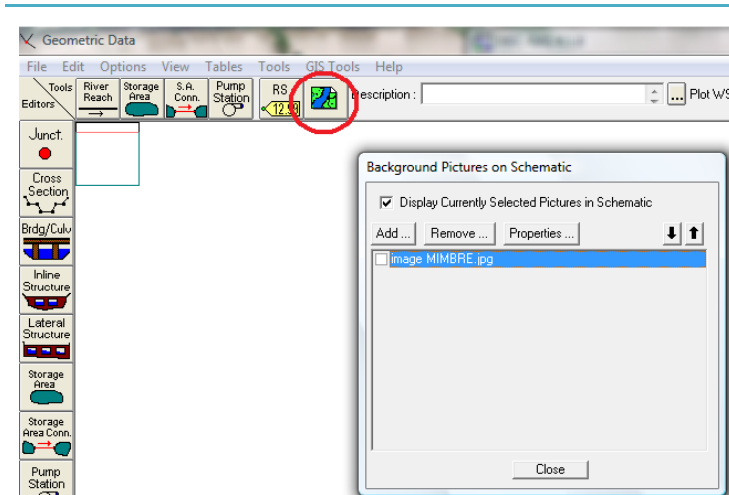 Geometric Data
File Edit Options View Tables Tools GIS Tools Help
Tools
Editors
River
Reach
Storage
Area
S.A.
Conn.
Pump
Station
RS
Description :
... Plot WS
Junct.
Cross
Section
Brdg/Culv
Inline
Structure
Lateral
Structure
Storage
Area
Storage
Area Conn.
Pump
Station
Background Pictures on Schematic
Display Currently Selected Pictures in Schematic
Add ... Remove ... Properties ...
image MIMBRE.jpg
Close